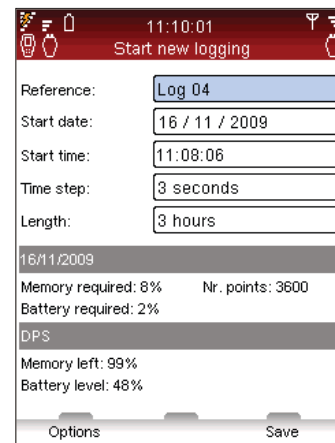 11:10:01
Start new logging
Reference: Log 04
Start date: 16 / 11 / 2009
Start time: 11:08:06
Time step: 3 seconds
Length: 3 hours
16/11/2009
Memory required: 8% Nr. points: 3600
Battery required: 2%
DPS
Memory left: 99%
Battery level: 48%
Options Save